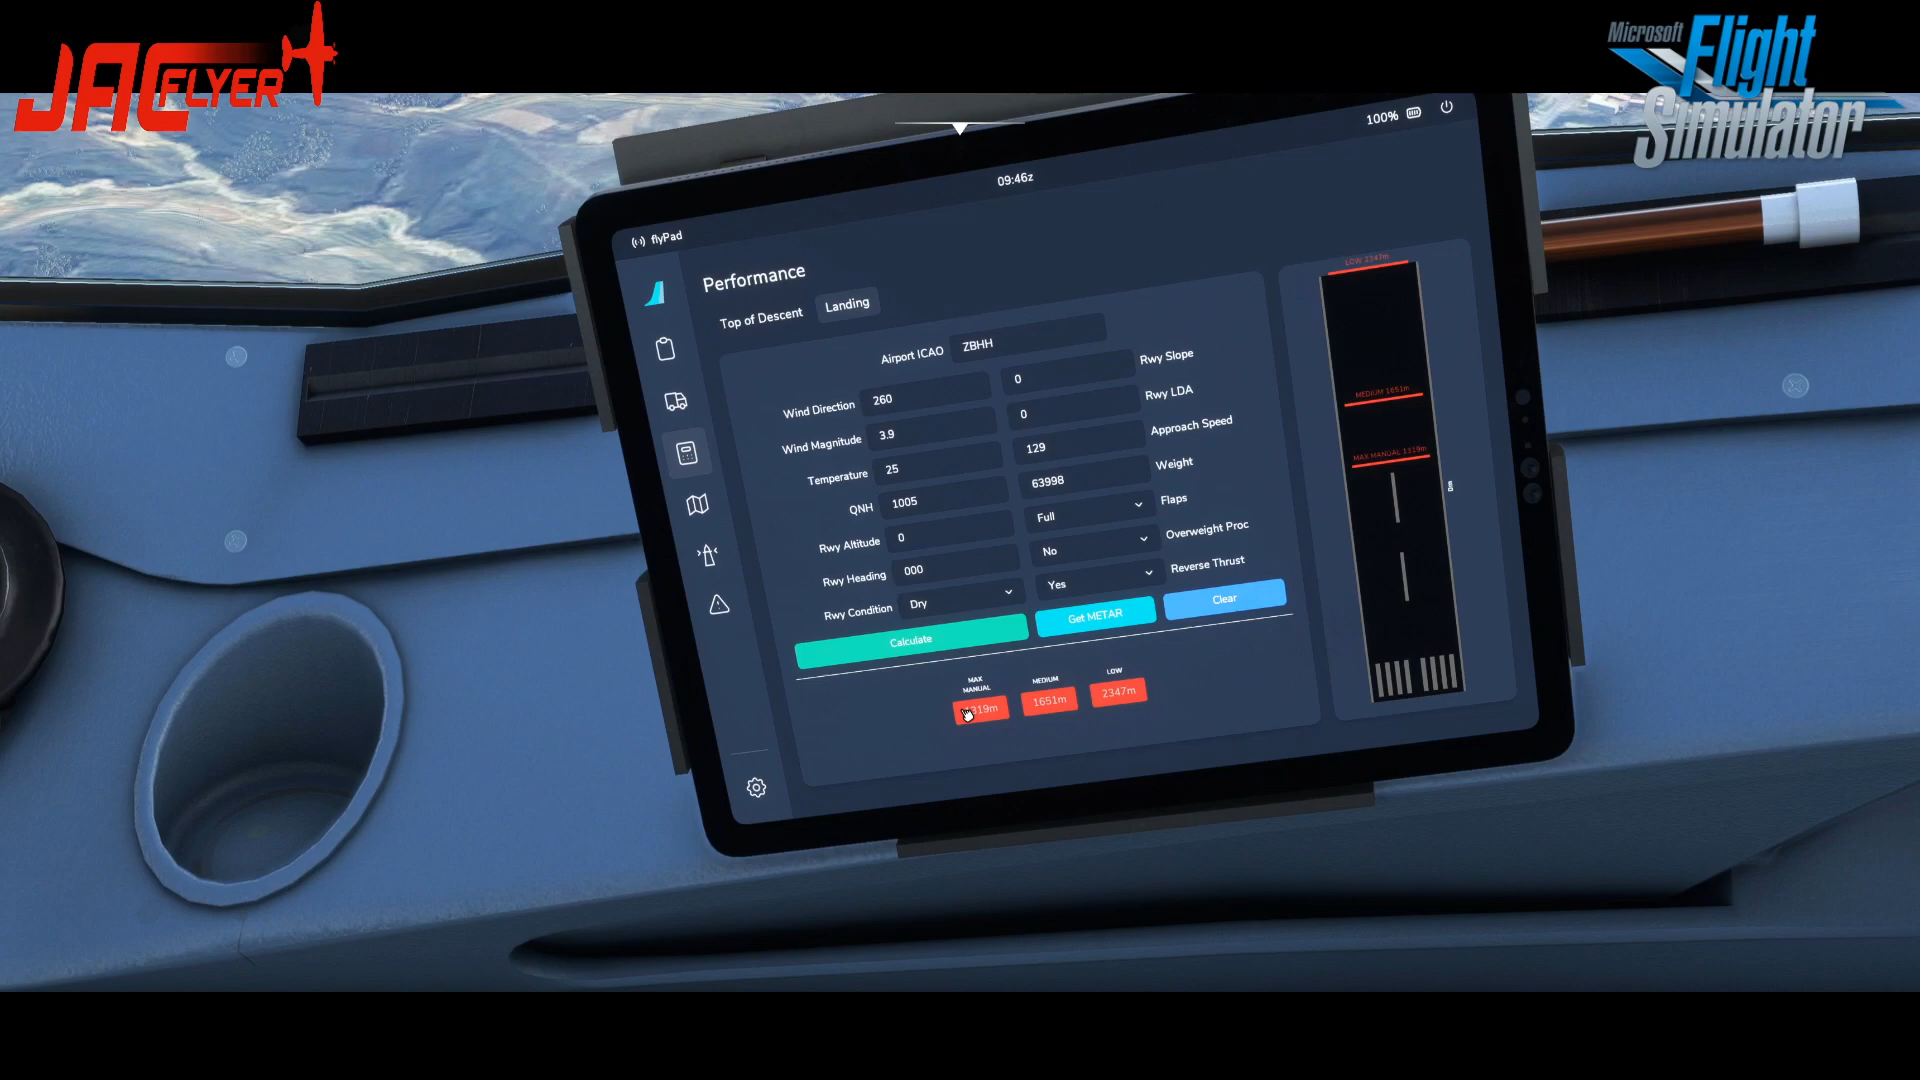 JAC FLYER
Microsoft
Flight
Simulator
100%
09:46z
flyPad
Performance
Top of Descent
Landing
Airport ICAO
ZBHH
Wind Direction
260
0
Rwy Slope
Wind Magnitude
3.9
0
Rwy LDA
Temperature
25
129
Approach Speed
QNH
1005
63998
Weight
Rwy Altitude
0
Full
Flaps
Rwy Heading
000
No
Overweight Proc
Rwy Condition
Dry
Yes
Reverse Thrust
Calculate
Get METAR
Clear
MAX
MANUAL
MEDIUM
LOW
319m
1651m
2347m
LOW 2347m
MEDIUM 1651m
MAX MANUAL 1319m
0m